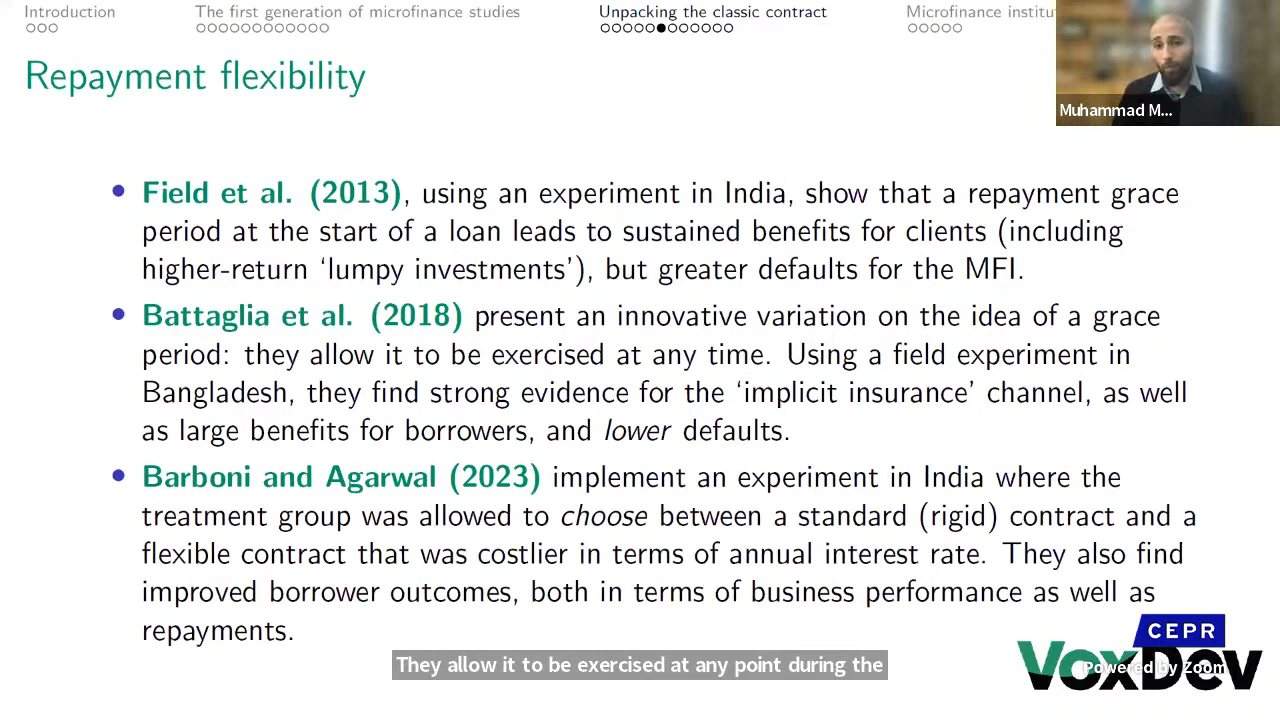 Introduction
The first generation of microfinance studies
Unpacking the classic contract
Microfinance institu
Muhammad M...
Repayment flexibility
Field et al. (2013), using an experiment in India, show that a repayment grace
period at the start of a loan leads to sustained benefits for clients (including
higher-return ‘lumpy investments’), but greater defaults for the MFI.
Battaglia et al. (2018) present an innovative variation on the idea of a grace
period: they allow it to be exercised at any time. Using a field experiment in
Bangladesh, they find strong evidence for the ‘implicit insurance’ channel, as well
as large benefits for borrowers, and lower defaults.
Barboni and Agarwal (2023) implement an experiment in India where the
treatment group was allowed to choose between a standard (rigid) contract and a
flexible contract that was costlier in terms of annual interest rate. They also find
improved borrower outcomes, both in terms of business performance as well as
repayments.
They allow it to be exercised at any point during the
CEPR
VoxDev
Powered by Zoom